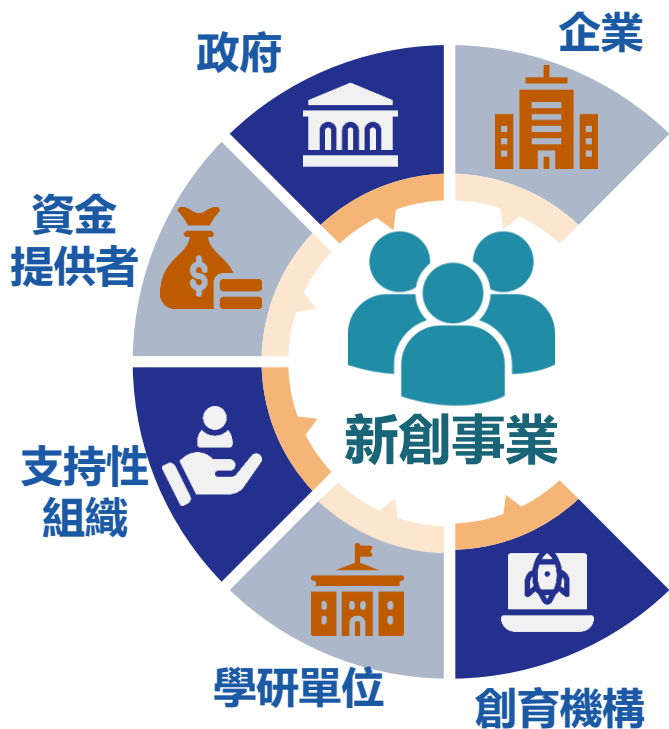 企業
政府
資金
提供者
新創事業
支持性
組織
學研單位
創育機構